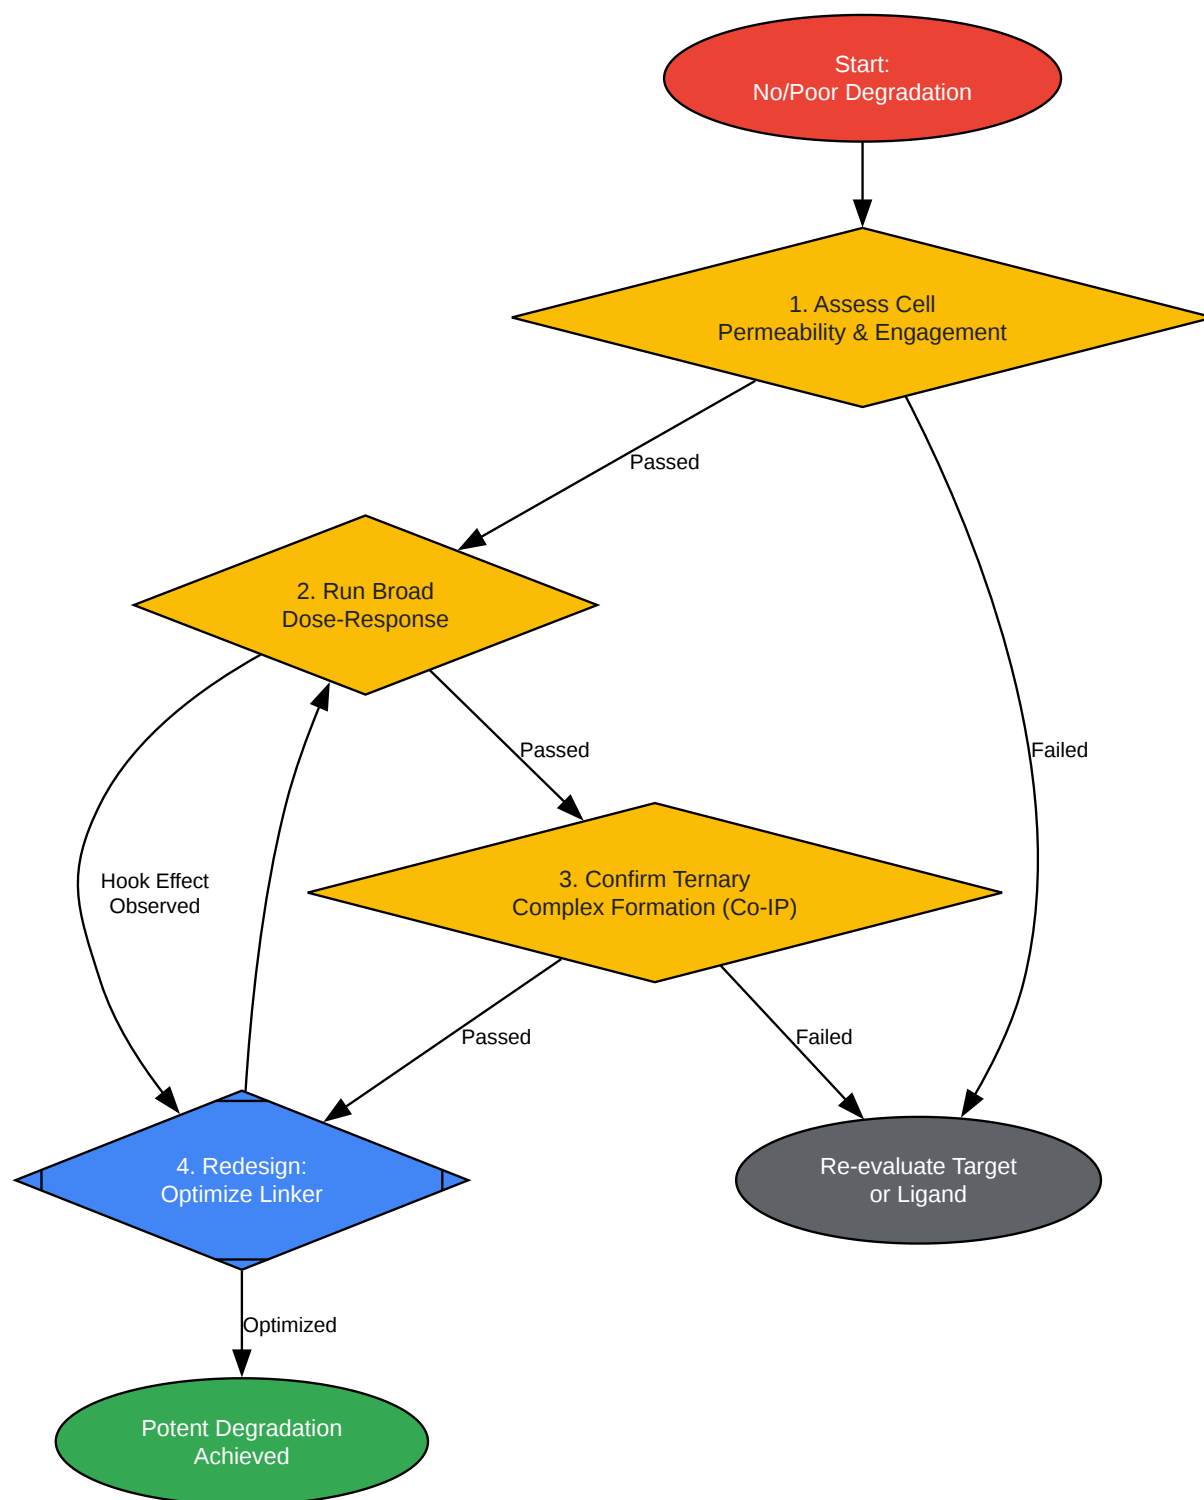 Start:
No/Poor Degradation
1. Assess Cell
Permeability & Engagement
Passed
2. Run Broad
Dose-Response
Passed
Failed
Hook Effect
Observed
3. Confirm Ternary
Complex Formation (Co-IP)
Passed
Failed
4. Redesign:
Optimize Linker
Re-evaluate Target
or Ligand
Optimized
Potent Degradation
Achieved